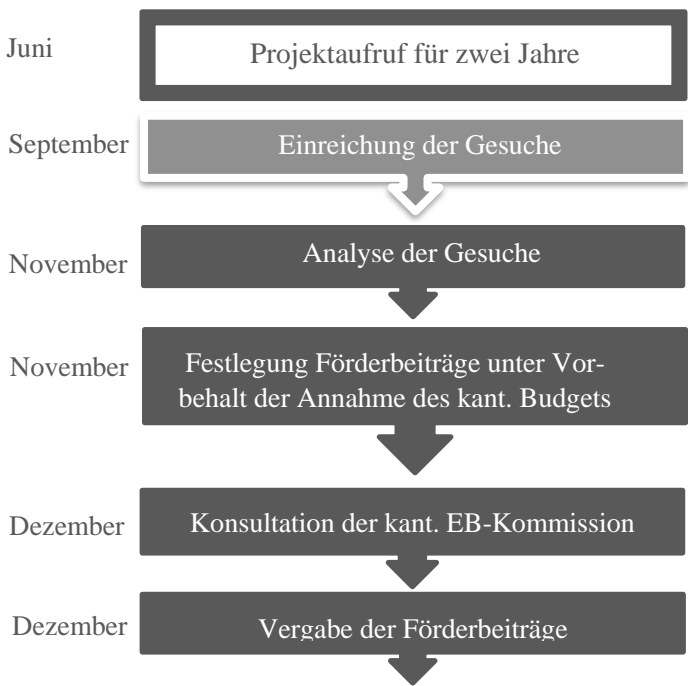 Juni
Projektaufruf für zwei Jahre
September
Einreichung der Gesuche
November
Analyse der Gesuche
November
Festlegung Förderbeiträge unter Vor-
behalt der Annahme des kant. Budgets
Dezember
Konsultation der kant. EB-Kommission
Dezember
Vergabe der Förderbeiträge